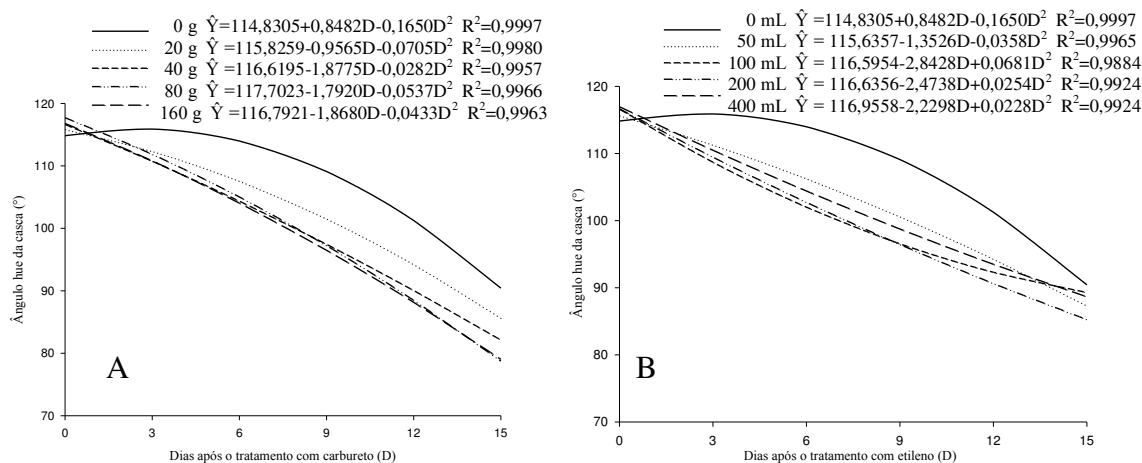 0 g Ŷ=114,8305+0,8482D-0,1650D² R²=0,9997
20 g Ŷ=115,8259-0,9565D-0,0705D² R²=0,9980
40 g Ŷ=116,6195-1,8775D-0,0282D² R²=0,9957
80 g Ŷ=117,7023-1,7920D-0,0537D² R²=0,9966
160 g Ŷ=116,7921-1,8680D-0,0433D² R²=0,9963
120
110
100
90
80
70
Ângulo hue da casca (°)
A
0 3 6 9 12 15
Dias após o tratamento com carbureto (D)
0 mL Ŷ =114,8305+0,8482D-0,1650D² R²=0,9997
50 mL Ŷ =115,6357-1,3526D-0,0358D² R²=0,9965
100 mL Ŷ =116,5954-2,8428D+0,0681D² R²=0,9884
200 mL Ŷ =116,6356-2,4738D+0,0254D² R²=0,9924
400 mL Ŷ =116,9558-2,2298D+0,0228D² R²=0,9924
120
110
100
90
80
70
Ângulo hue da casca (°)
B
0 3 6 9 12 15
Dias após o tratamento com etileno (D)